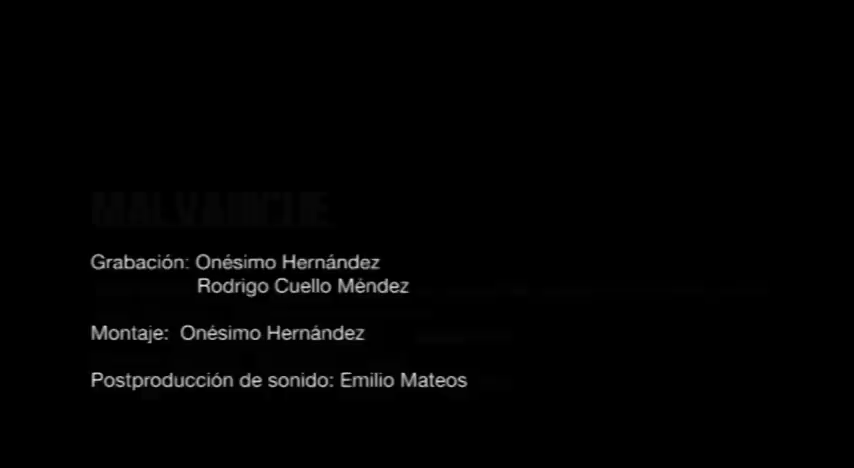 Grabación: Onésimo Hernández
Rodrigo Cuello Méndez
Montaje: Onésimo Hernández
Postproducción de sonido: Emilio Mateos